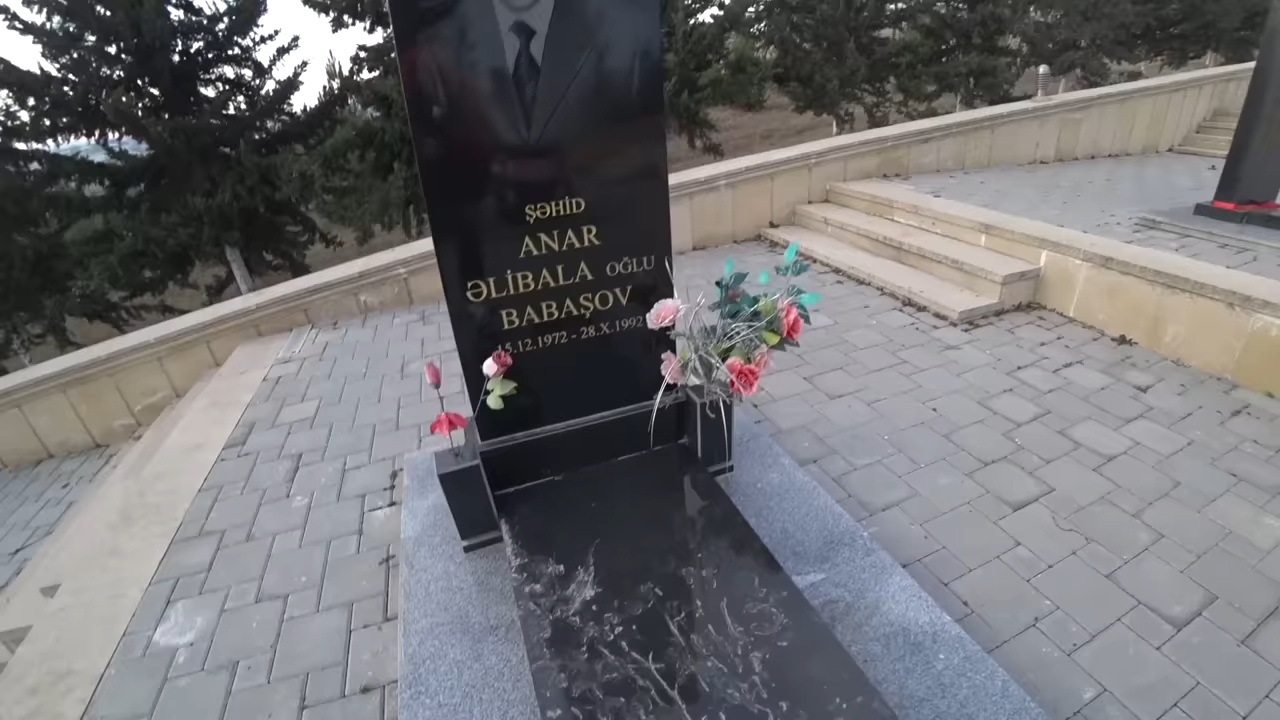 ŞƏHİD
ANAR
ƏLİBALA OĞLU
BABAŞOV
15.12.1972 - 28.X.1992